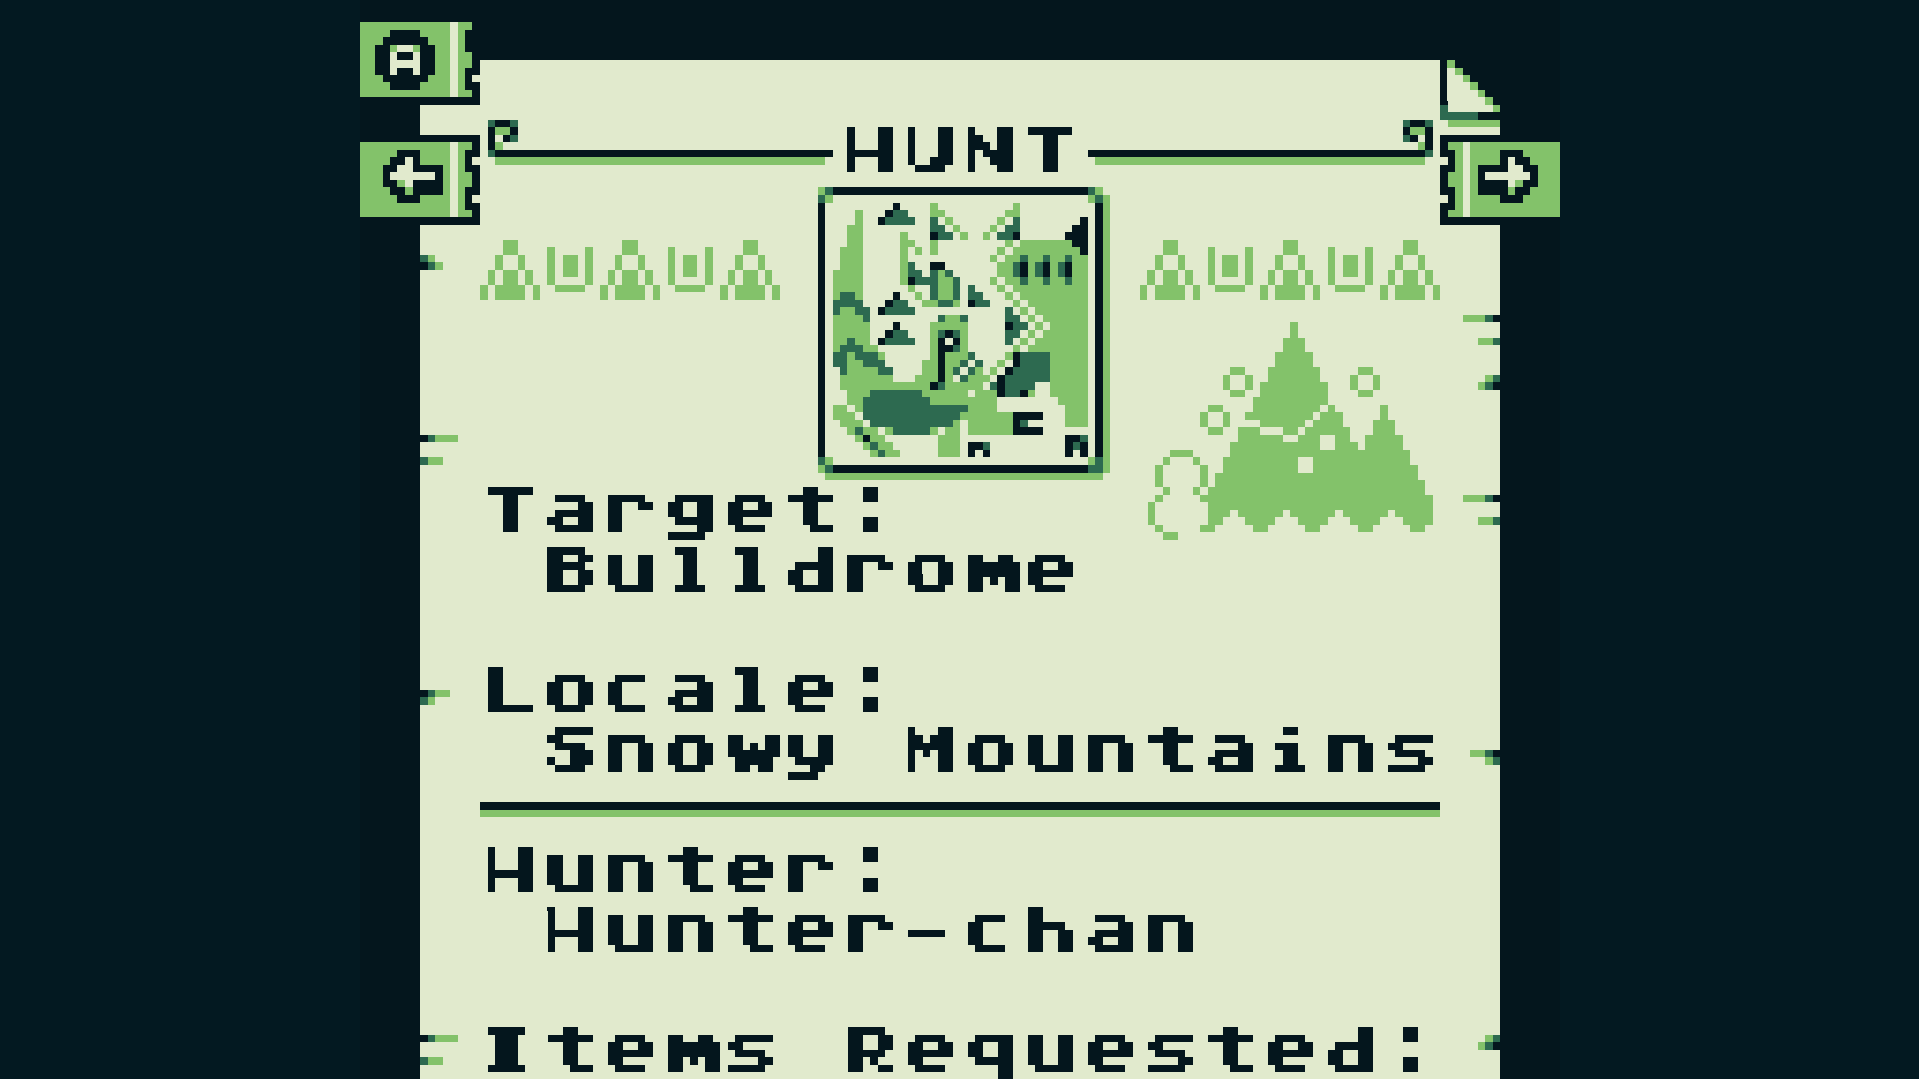 A
HUNT
Target:
Bulldrome
Locale:
Snowy Mountains
Hunter:
Hunter-chan
Items Requested: